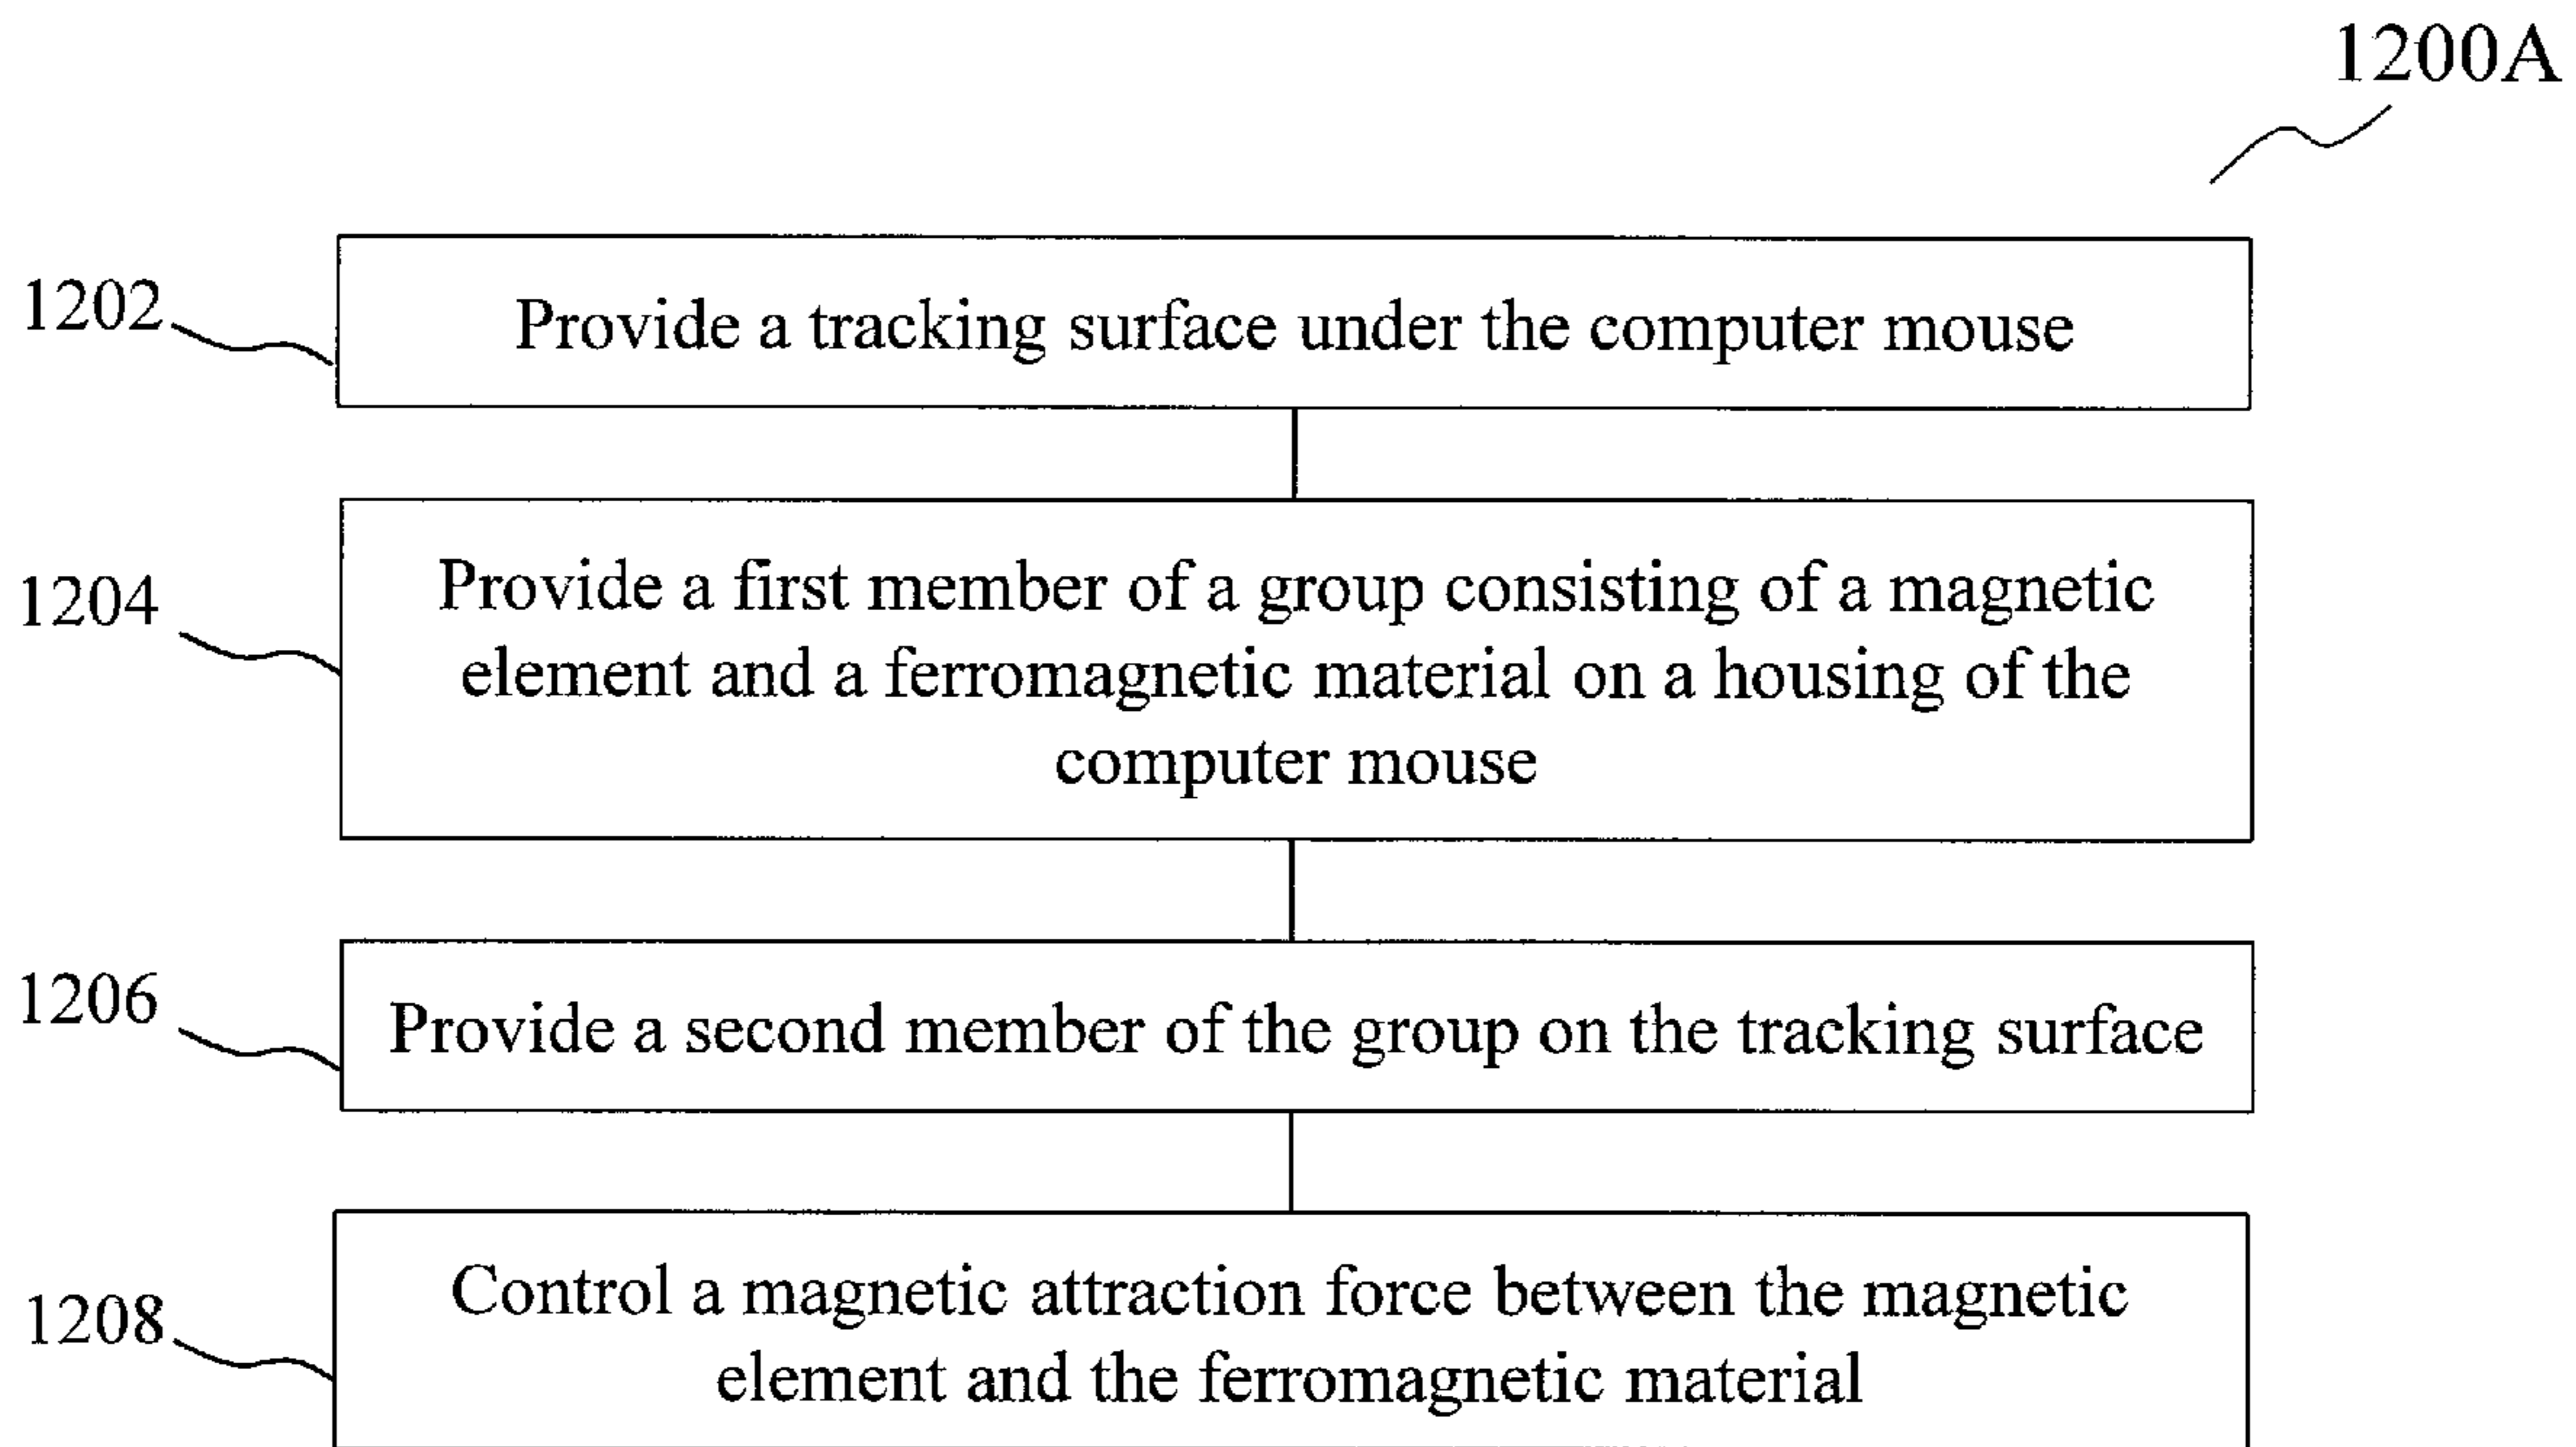 1200A
1202
Provide a tracking surface under the computer mouse
1204
Provide a first member of a group consisting of a magnetic
element and a ferromagnetic material on a housing of the
computer mouse
1206
Provide a second member of the group on the tracking surface
1208
Control a magnetic attraction force between the magnetic
element and the ferromagnetic material